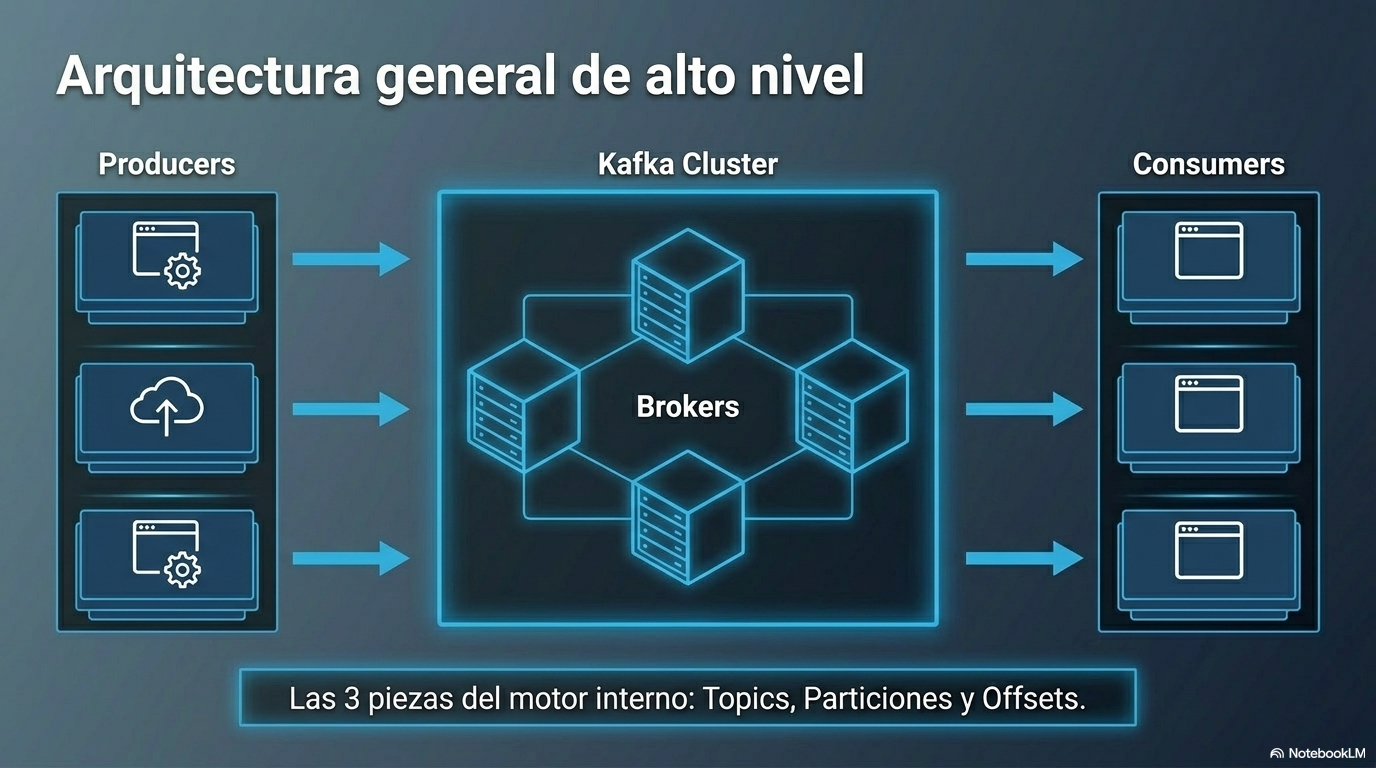 Arquitectura general de alto nivel
Producers
Kafka Cluster
Consumers
Brokers
Las 3 piezas del motor interno: Topics, Particiones y Offsets.
NotebookLM